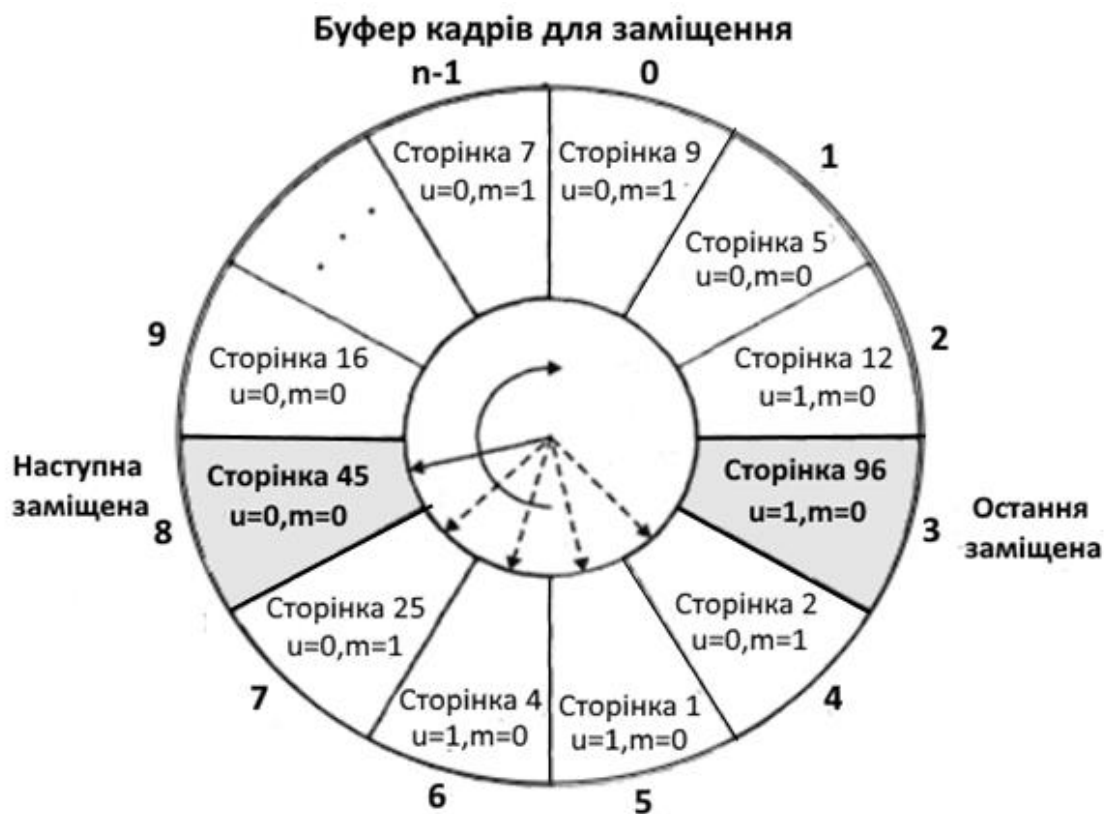 Буфер кадрів для заміщення
n-1
0
Сторінка 7
u=0,m=1
Сторінка 9
u=0,m=1
1
Сторінка 5
u=0,m=0
2
Сторінка 12
u=1,m=0
9
Сторінка 16
u=0,m=0
Наступна
заміщена
8
Сторінка 45
u=0,m=0
Сторінка 96
u=1,m=0
3
Остання
заміщена
Сторінка 25
u=0,m=1
7
Сторінка 2
u=0,m=1
4
Сторінка 4
u=1,m=0
6
Сторінка 1
u=1,m=0
5